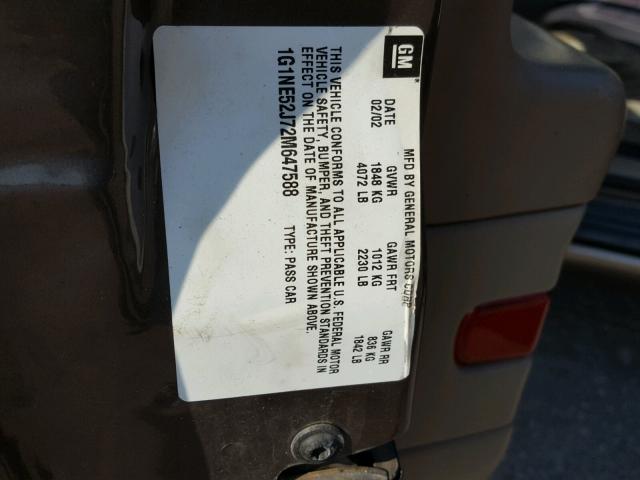 GM
MFD BY GENERAL MOTORS CORP
DATE GVWR GAWR FRT GAWR RR
02/02 1848 KG 1012 KG 836 KG
4072 LB 2230 LB 1842 LB
THIS VEHICLE CONFORMS TO ALL APPLICABLE U.S. FEDERAL MOTOR
VEHICLE SAFETY, BUMPER, AND THEFT PREVENTION STANDARDS IN
EFFECT ON THE DATE OF MANUFACTURE SHOWN ABOVE.
1G1NE52J72M647588 TYPE: PASS CAR